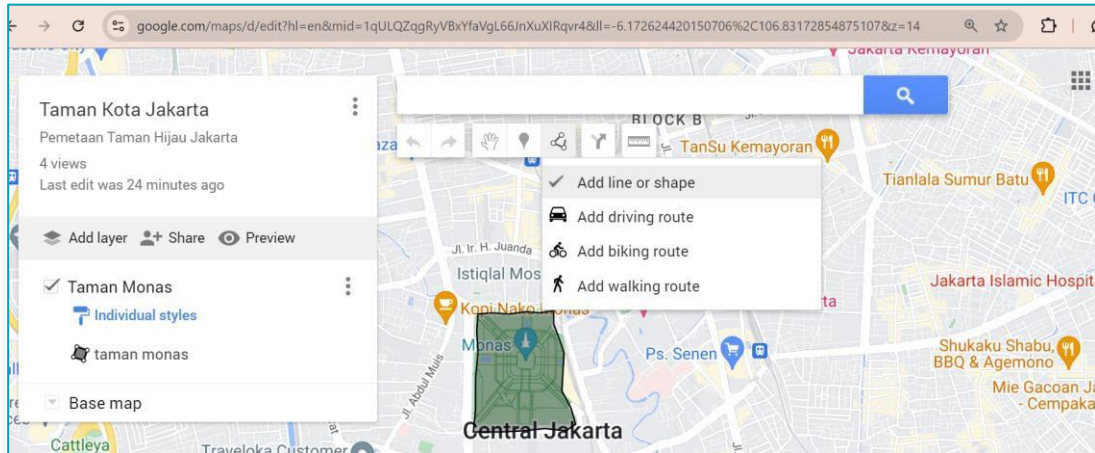 google.com/maps/d/edit?hl=en&mid=1qULQZqgRyVBxYfaVgL66JnXuXIRqvr4&ll=-6.172624420150706%2C106.83172854875107&z=14
Jakarta Kemayoran
Taman Kota Jakarta
Pemetaan Taman Hijau Jakarta
4 views
Last edit was 24 minutes ago
BLOCK B
TanSu Kemayoran
Add line or shape
Add driving route
Add biking route
Add walking route
Tianlala Sumur Batu
ITC
Add layer
Share
Preview
Jl. Ir. H. Juanda
Istiqlal Mos
Taman Monas
Individual styles
taman monas
Base map
Kopi Nako Monas
Monas
Jl. Abdul Muis
Ps. Senen
Jakarta Islamic Hospit
Shukaku Shabu,
BBQ & Agemono
Mie Gacoan Ja
- Cempaka
Central Jakarta
Cattleya
Traveloka Customer